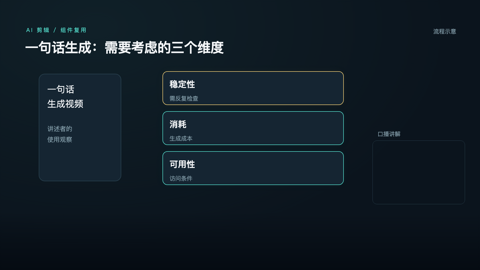 AI 剪辑 / 组件复用
流程示意
一句话生成：需要考虑的三个维度
一句话
生成视频
讲述者的
使用观察
稳定性
需反复检查
消耗
生成成本
可用性
访问条件
口播讲解